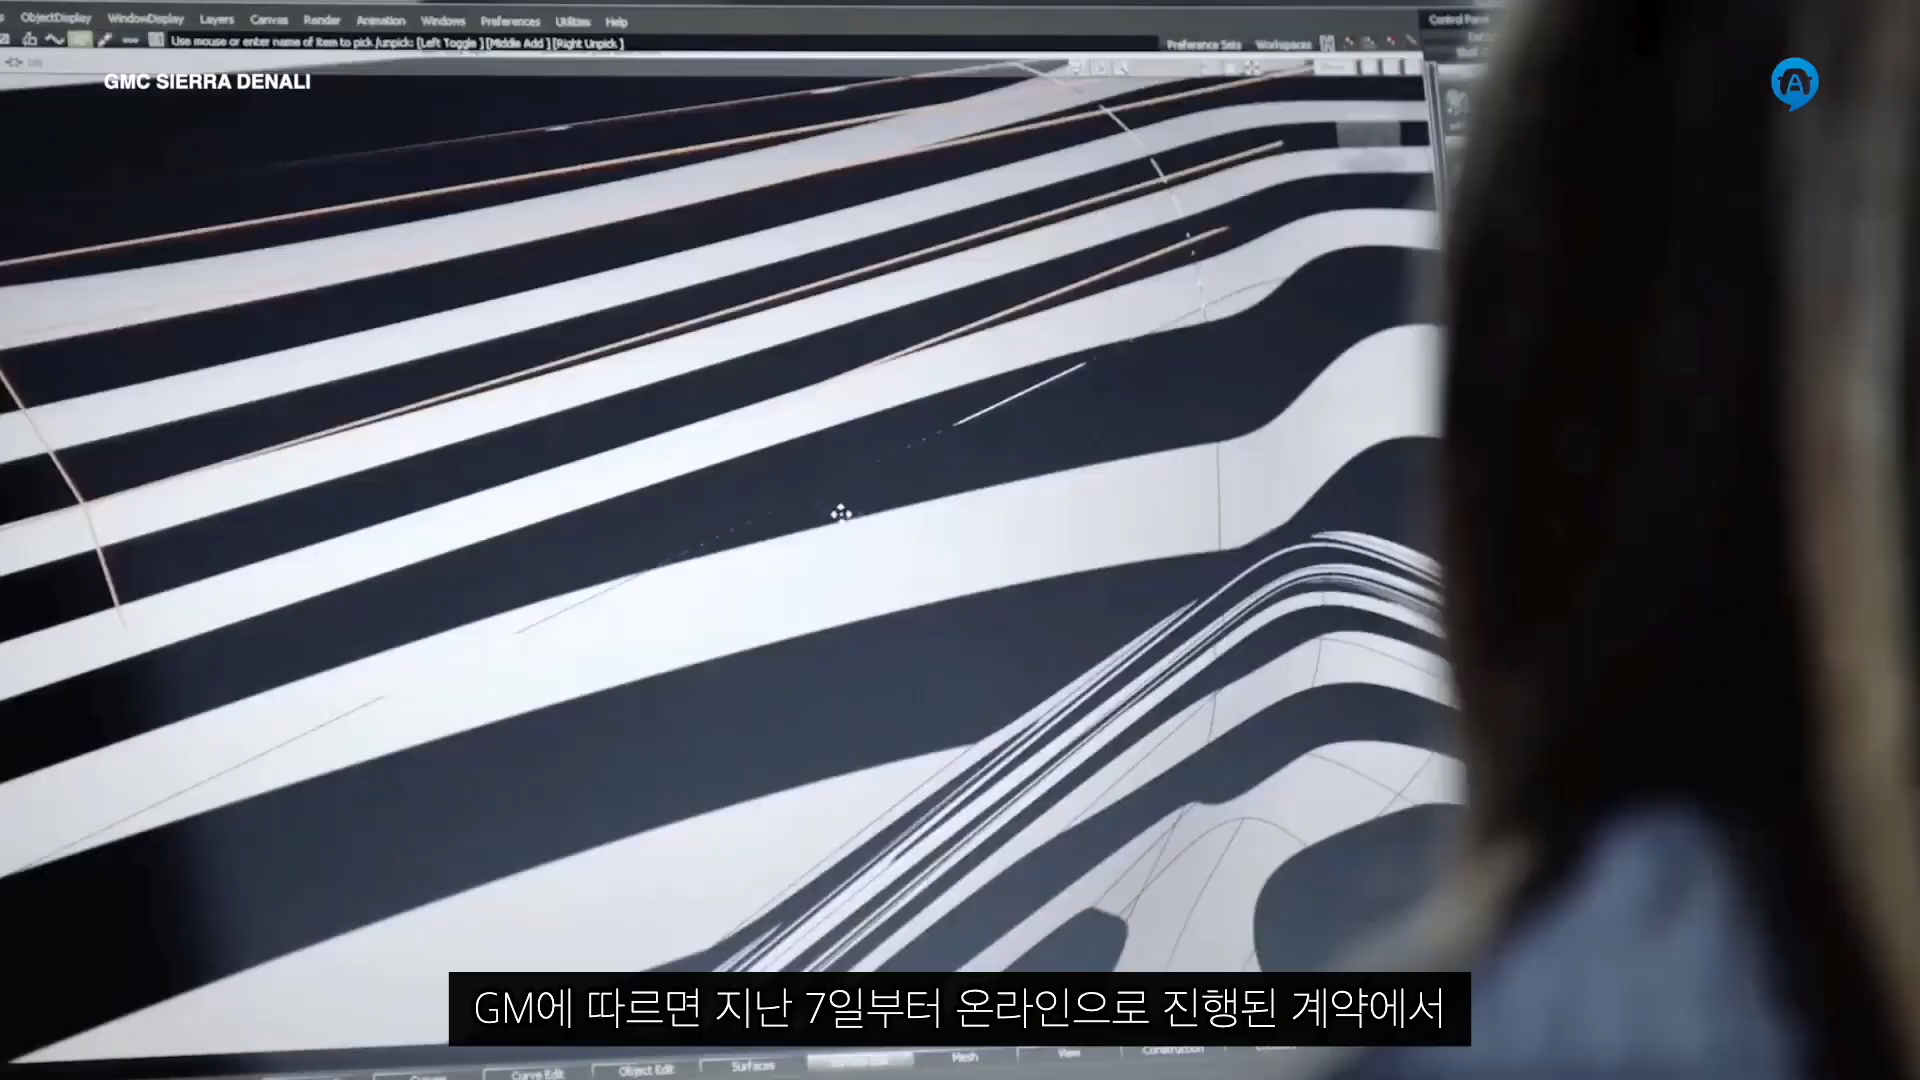 ObjectDisplay WindowDisplay Layers Canvas Render Animation Windows Preferences Utilities Help
Control Panel
Use mouse or enter name of item to pick /unpick: [Left Toggle ] [Middle Add ] [Right Unpick ]
Preference Sets Workspaces
GMC SIERRA DENALI
A
GM에 따르면 지난 7일부터 온라인으로 진행된 계약에서
Curve Edit Object Edit Surfaces Mesh View Construction